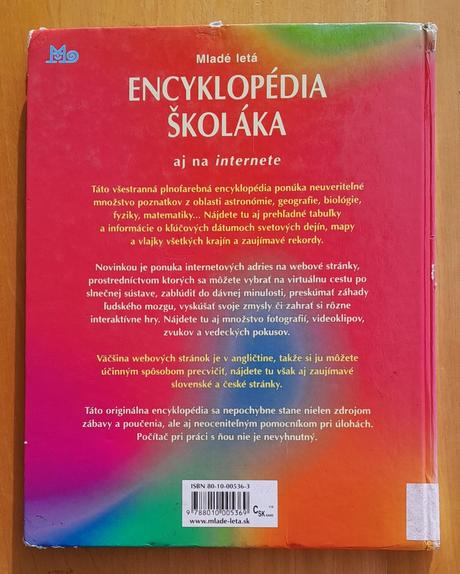 Mladé letá
ENCYKLOPÉDIA
ŠKOLÁKA
aj na internete
Táto všestranná plnofarebná encyklopédia ponúka neuveriteľné
množstvo poznatkov z oblasti astronómie, geografie, biológie,
fyziky, matematiky... Nájdete tu aj prehľadné tabuľky
a informácie o kľúčových dátumoch svetových dejín, mapy
a vlajky všetkých krajín a zaujímavé rekordy.
Novinkou je ponuka internetových adries na webové stránky,
prostredníctvom ktorých sa môžete vybrať na virtuálnu cestu po
slnečnej sústave, zablúdiť do dávnej minulosti, preskúmať záhady
ľudského mozgu, vyskúšať svoje zmysly či zahrať si rôzne
interaktívne hry. Nájdete tu aj množstvo fotografií, videoklipov,
zvukov a vedeckých pokusov.
Väčšina webových stránok je v angličtine, takže si ju môžete
účinným spôsobom precvičiť, nájdete tu však aj zaujímavé
slovenské a české stránky.
Táto originálna encyklopédia sa nepochybne stane nielen zdrojom
zábavy a poučenia, ale aj neoceniteľným pomocníkom pri úlohách.
Počítač pri práci s ňou nie je nevyhnutný.
ISBN 80-10-00536-3
9 788010 005369
www.mlade-leta.sk